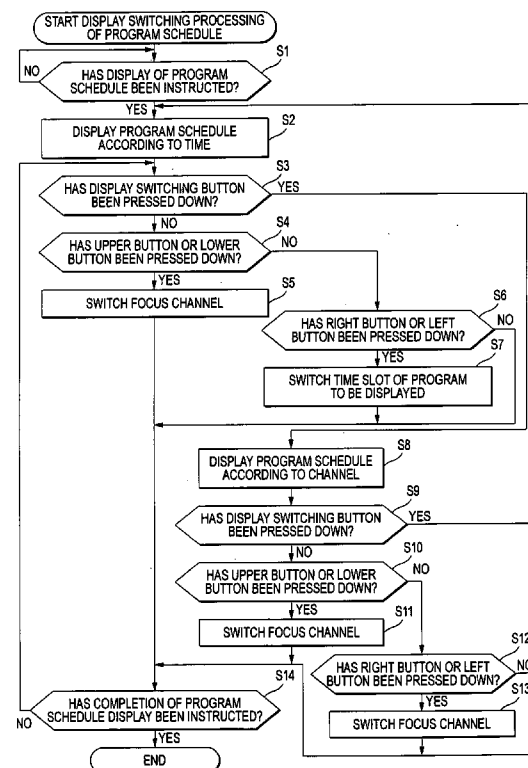 START DISPLAY SWITCHING PROCESSING
OF PROGRAM SCHEDULE
S1
NO
HAS DISPLAY OF PROGRAM
SCHEDULE BEEN INSTRUCTED?
YES
S2
DISPLAY PROGRAM SCHEDULE
ACCORDING TO TIME
S3
HAS DISPLAY SWITCHING BUTTON
BEEN PRESSED DOWN?
YES
NO
S4
HAS UPPER BUTTON OR LOWER
BUTTON BEEN PRESSED DOWN?
NO
YES
S5
SWITCH FOCUS CHANNEL
S6
HAS RIGHT BUTTON OR LEFT
BUTTON BEEN PRESSED DOWN?
NO
YES
S7
SWITCH TIME SLOT OF PROGRAM
TO BE DISPLAYED
S8
DISPLAY PROGRAM SCHEDULE
ACCORDING TO CHANNEL
S9
HAS DISPLAY SWITCHING BUTTON
BEEN PRESSED DOWN?
YES
NO
S10
HAS UPPER BUTTON OR LOWER
BUTTON BEEN PRESSED DOWN?
NO
YES
S11
SWITCH FOCUS CHANNEL
S12
HAS RIGHT BUTTON OR LEFT
BUTTON BEEN PRESSED DOWN?
NO
YES
S13
SWITCH FOCUS CHANNEL
S14
HAS COMPLETION OF PROGRAM
SCHEDULE DISPLAY BEEN INSTRUCTED?
NO
YES
END